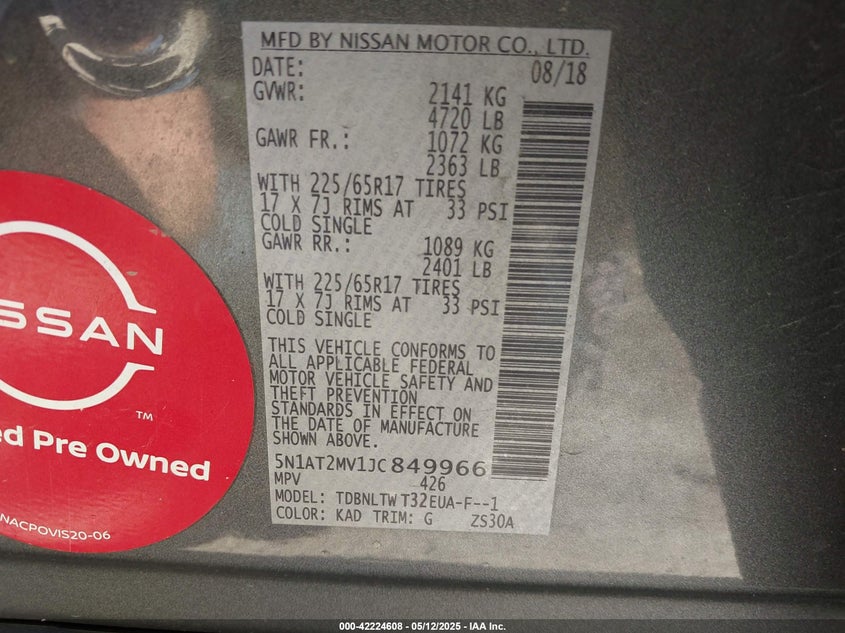 MFD BY NISSAN MOTOR CO., LTD.
DATE: 08/18
GVWR: 2141 KG
4720 LB
GAWR FR.: 1072 KG
2363 LB
WITH 225/65R17 TIRES
17 X 7J RIMS AT 33 PSI
COLD SINGLE
GAWR RR.: 1089 KG
2401 LB
WITH 225/65R17 TIRES
17 X 7J RIMS AT 33 PSI
COLD SINGLE
THIS VEHICLE CONFORMS TO
ALL APPLICABLE FEDERAL
MOTOR VEHICLE SAFETY AND
THEFT PREVENTION
STANDARDS IN EFFECT ON
THE DATE OF MANUFACTURE
SHOWN ABOVE.
5N1AT2MV1JC849966
MPV 426
MODEL: TDBNLTW T32EUA-F--1
COLOR: KAD TRIM: G ZS30A
ISSAN
TM
ed Pre Owned
NACPOVIS20-06
000-42224608 - 05/12/2025 - IAA Inc.